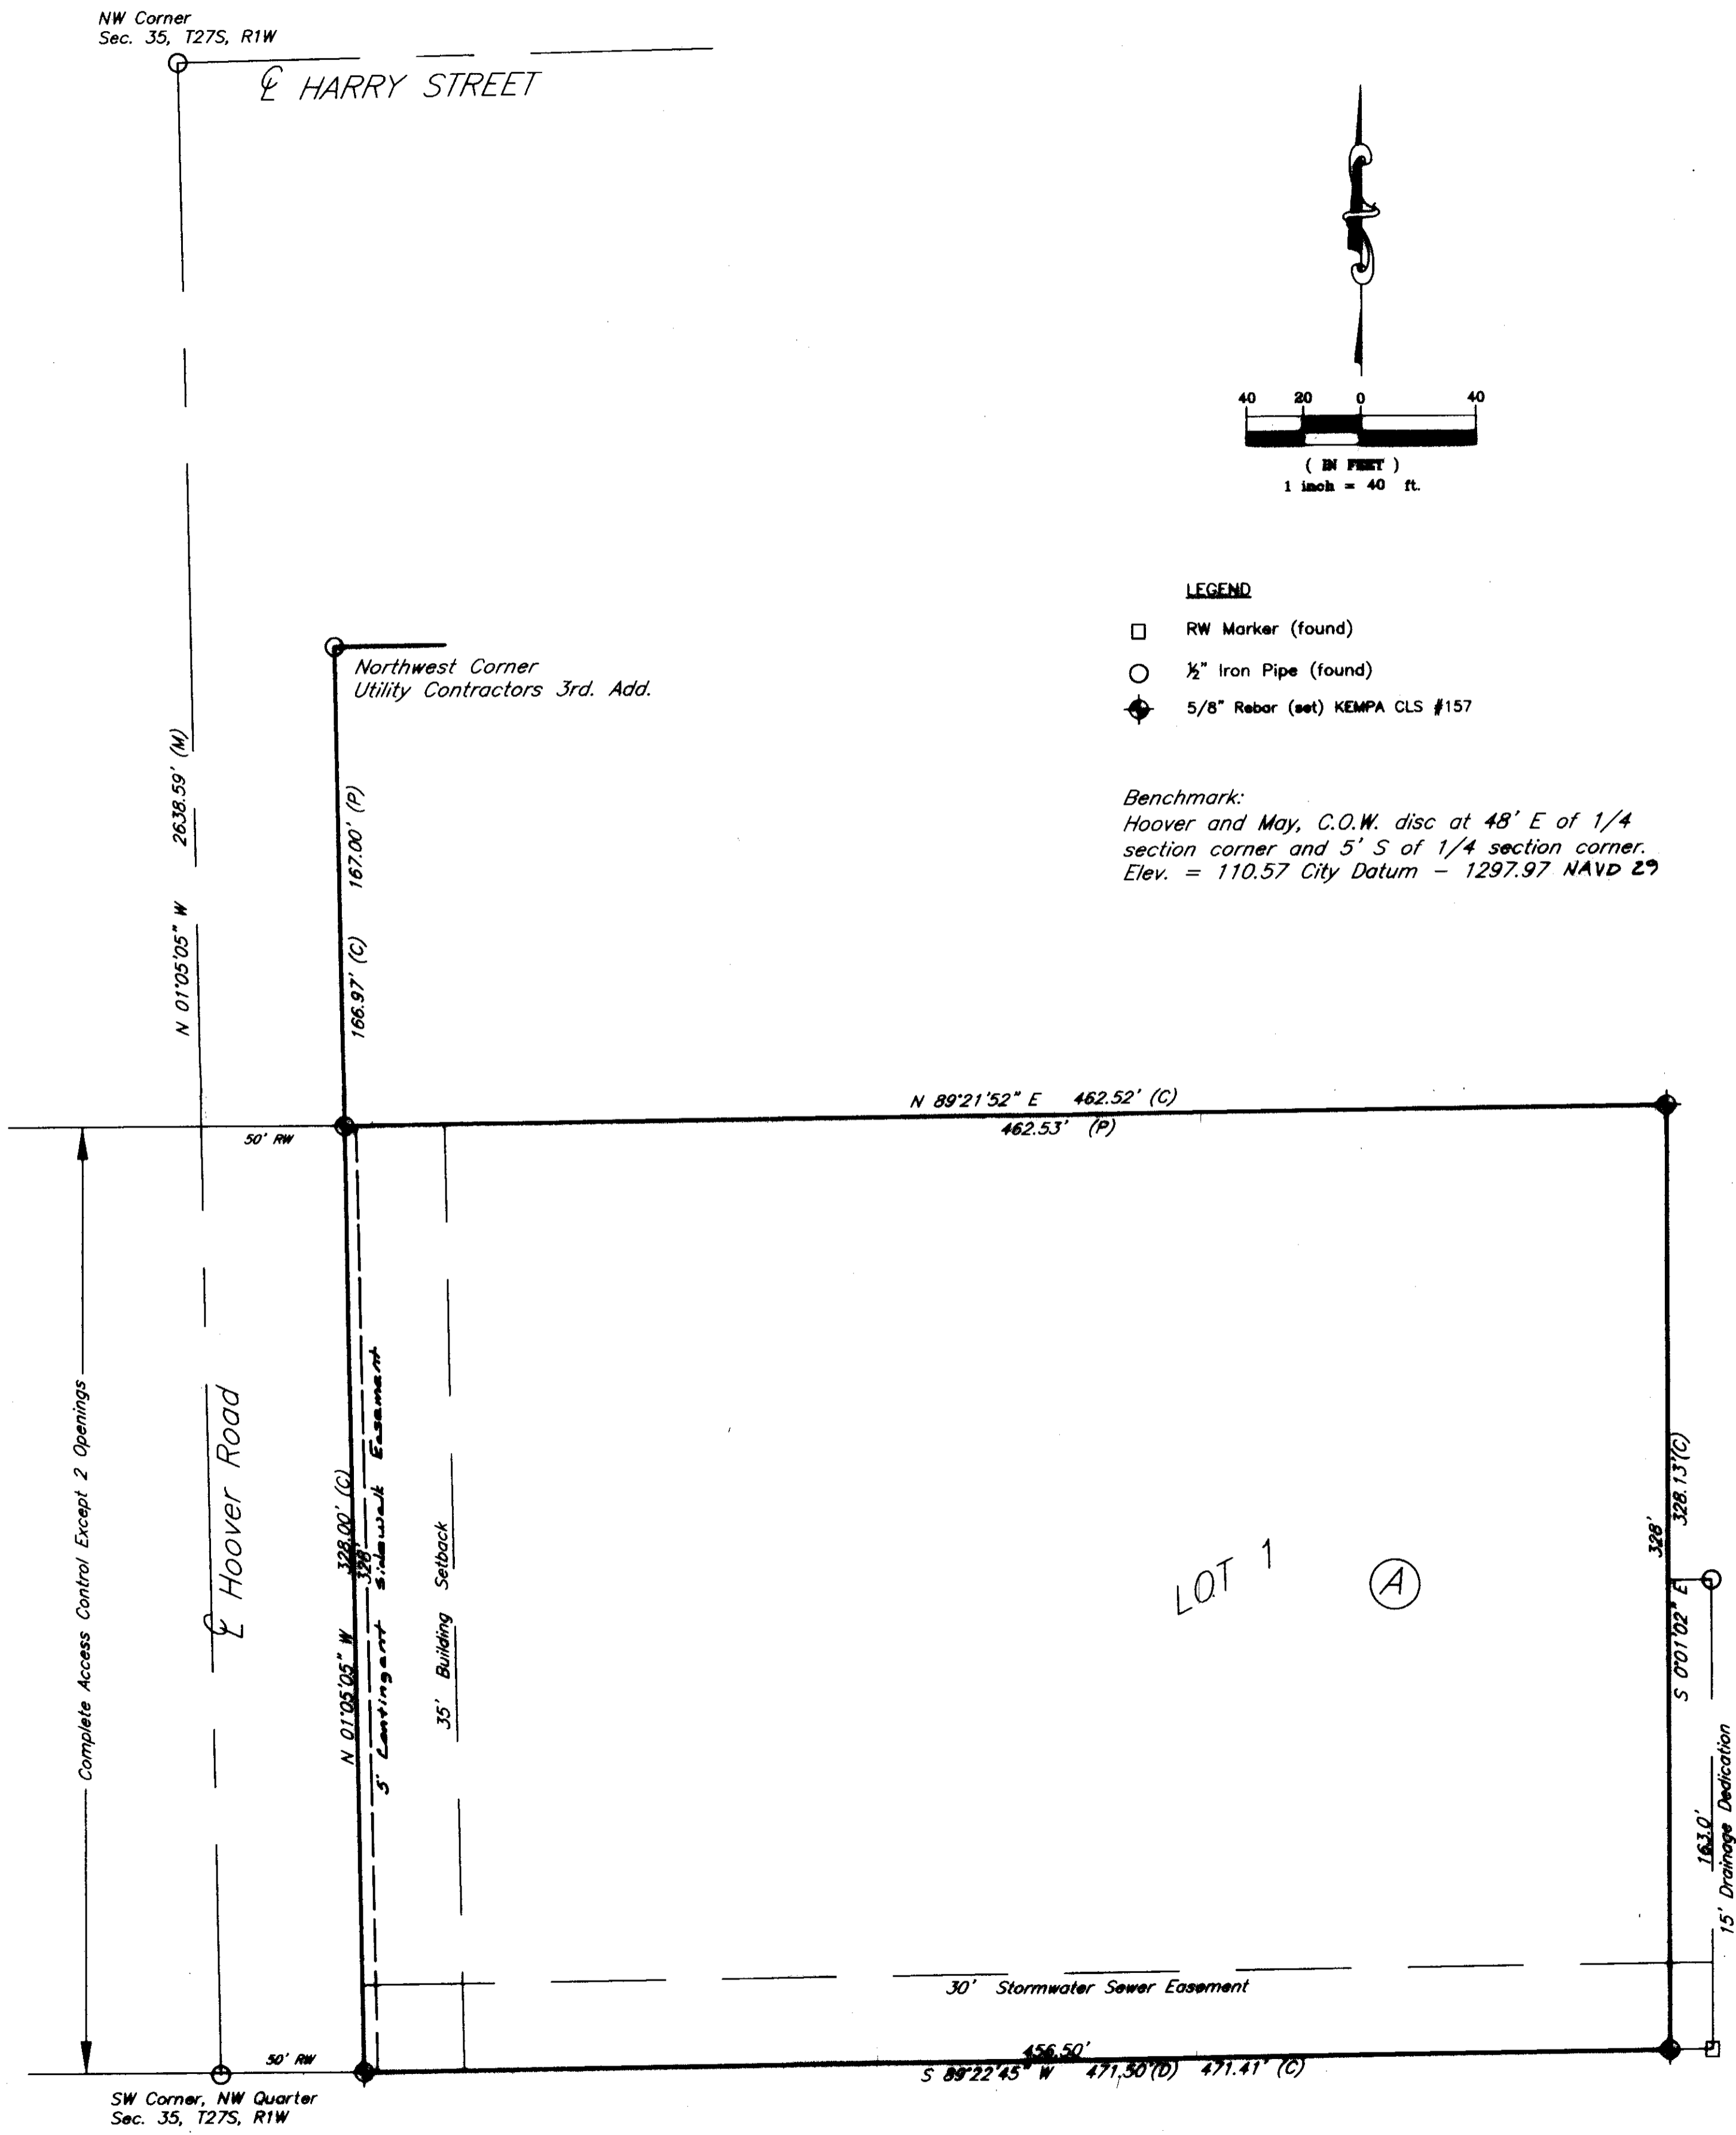 NW Corner
Sec. 35, T27S, R1W
℄ HARRY STREET
40 20 0 40
( IN FEET )
1 inch = 40 ft.
LEGEND
RW Marker (found)
½" Iron Pipe (found)
5/8" Rebar (set) KEMPA CLS #157
Northwest Corner
Utility Contractors 3rd. Add.
Benchmark:
Hoover and May, C.O.W. disc at 48' E of 1/4
section corner and 5' S of 1/4 section corner.
Elev. = 110.57 City Datum - 1297.97 NAVD 29
N 01°05'05" W 2638.59' (M)
166.97' (C) 167.00' (P)
N 89°21'52" E 462.52' (C)
462.53' (P)
50' RW
Complete Access Control Except 2 Openings
℄ Hoover Road
N 01°05'05" W 328.00' (C)
328'
5' Contingent Sidewalk Easement
35' Building Setback
LOT 1
A
328'
S 0°01'02" E 328.13'(C)
163.0'
15' Drainage Dedication
30' Stormwater Sewer Easement
456.50'
S 89°22'45" W 471.50'(D) 471.41' (C)
50' RW
SW Corner, NW Quarter
Sec. 35, T27S, R1W